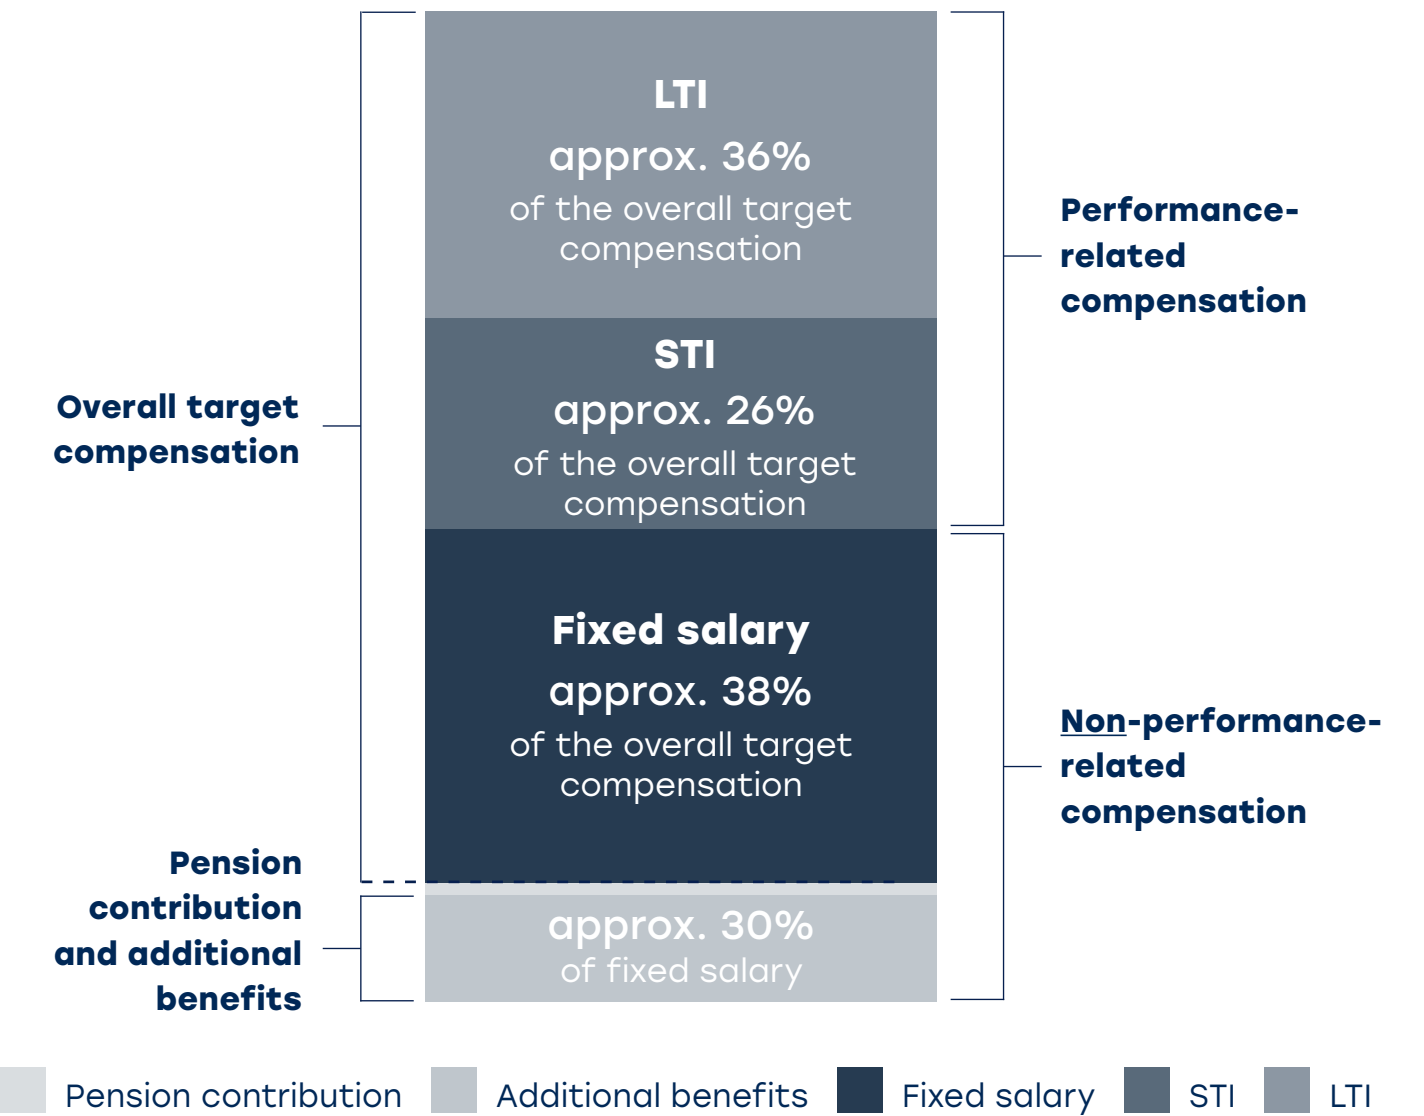 LTI
approx. 36%
of the overall target
compensation
Performance-
related
compensation
STI
approx. 26%
of the overall target
compensation
Overall target
compensation
Fixed salary
approx. 38%
of the overall target
compensation
Non-performance-
related
compensation
Pension
contribution
and additional
benefits
approx. 30%
of fixed salary
Pension contribution
Additional benefits
Fixed salary
STI
LTI